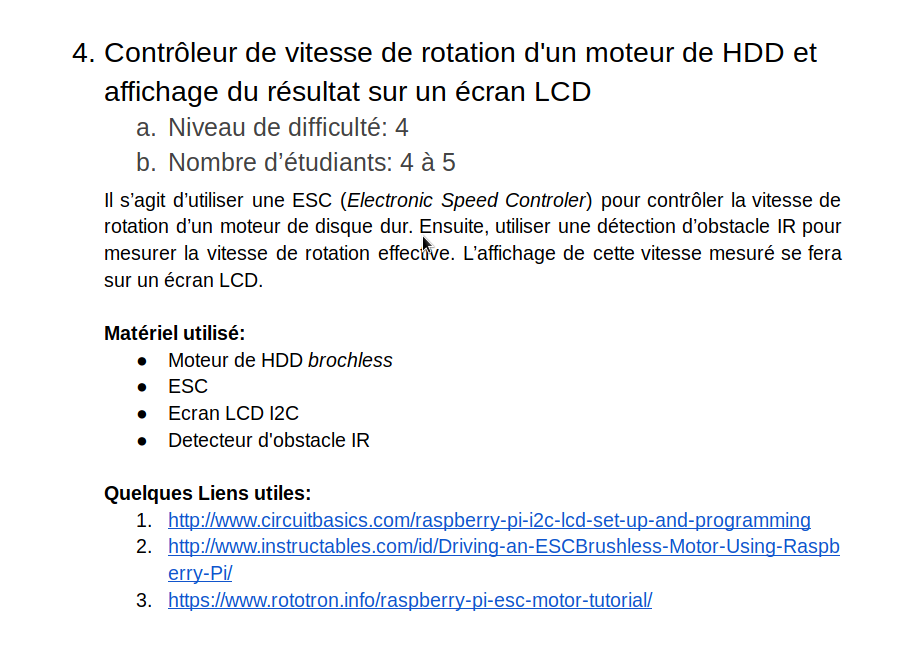 4. Contrôleur de vitesse de rotation d'un moteur de HDD et
affichage du résultat sur un écran LCD
a. Niveau de difficulté: 4
b. Nombre d’étudiants: 4 à 5
Il s’agit d’utiliser une ESC (Electronic Speed Controler) pour contrôler la vitesse de
rotation d’un moteur de disque dur. Ensuite, utiliser une détection d’obstacle IR pour
mesurer la vitesse de rotation effective. L’affichage de cette vitesse mesuré se fera
sur un écran LCD.
Matériel utilisé:
● Moteur de HDD brochless
● ESC
● Ecran LCD I2C
● Detecteur d'obstacle IR
Quelques Liens utiles:
1. http://www.circuitbasics.com/raspberry-pi-i2c-lcd-set-up-and-programming
2. http://www.instructables.com/id/Driving-an-ESCBrushless-Motor-Using-Raspb
erry-Pi/
3. https://www.rototron.info/raspberry-pi-esc-motor-tutorial/